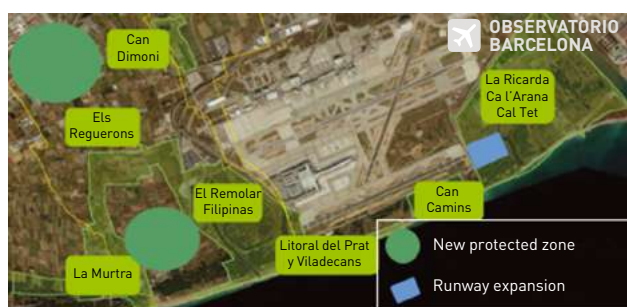 OBSERVATORIO
BARCELONA
Can
Dimoni
La Ricarda
Ca l'Arana
Cal Tet
Els
Reguerons
El Remolar
Filipinas
Can
Camins
Litoral del Prat
y Viladecans
La Murtra
New protected zone
Runway expansion